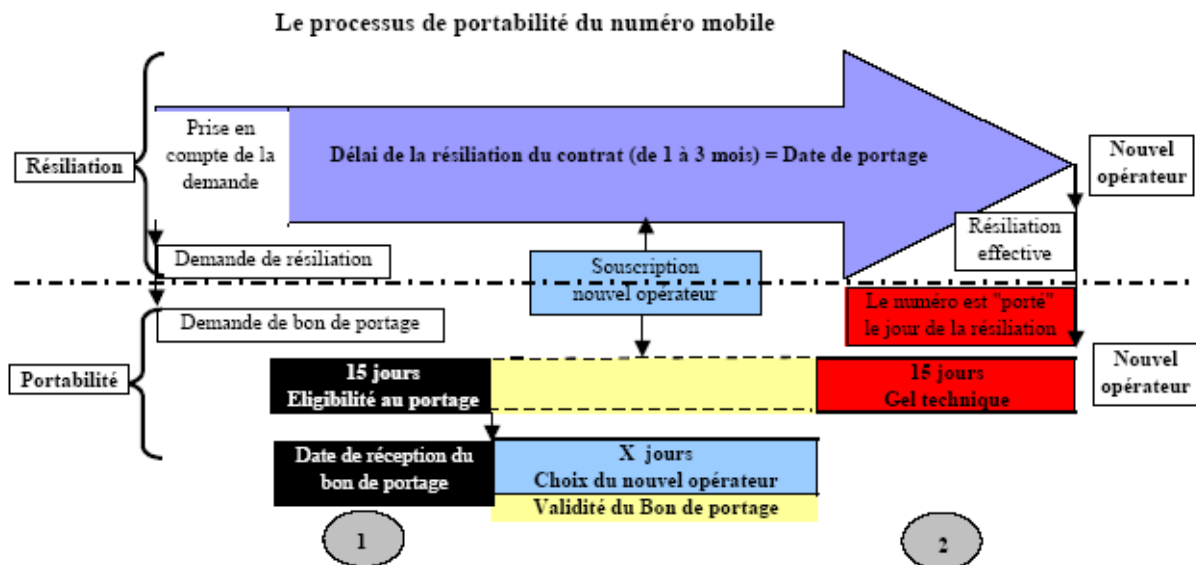 Le processus de portabilité du numéro mobile
Résiliation
Prise en
compte de la
demande
Délai de la résiliation du contrat (de 1 à 3 mois) = Date de portage
Nouvel
opérateur
Demande de résiliation
Souscription
nouvel opérateur
Résiliation
effective
Le numéro est "porté"
le jour de la résiliation
Demande de bon de portage
Portabilité
15 jours
Eligibilité au portage
15 jours
Gel technique
Nouvel
opérateur
Date de réception du
bon de portage
X jours
Choix du nouvel opérateur
Validité du Bon de portage
1
2